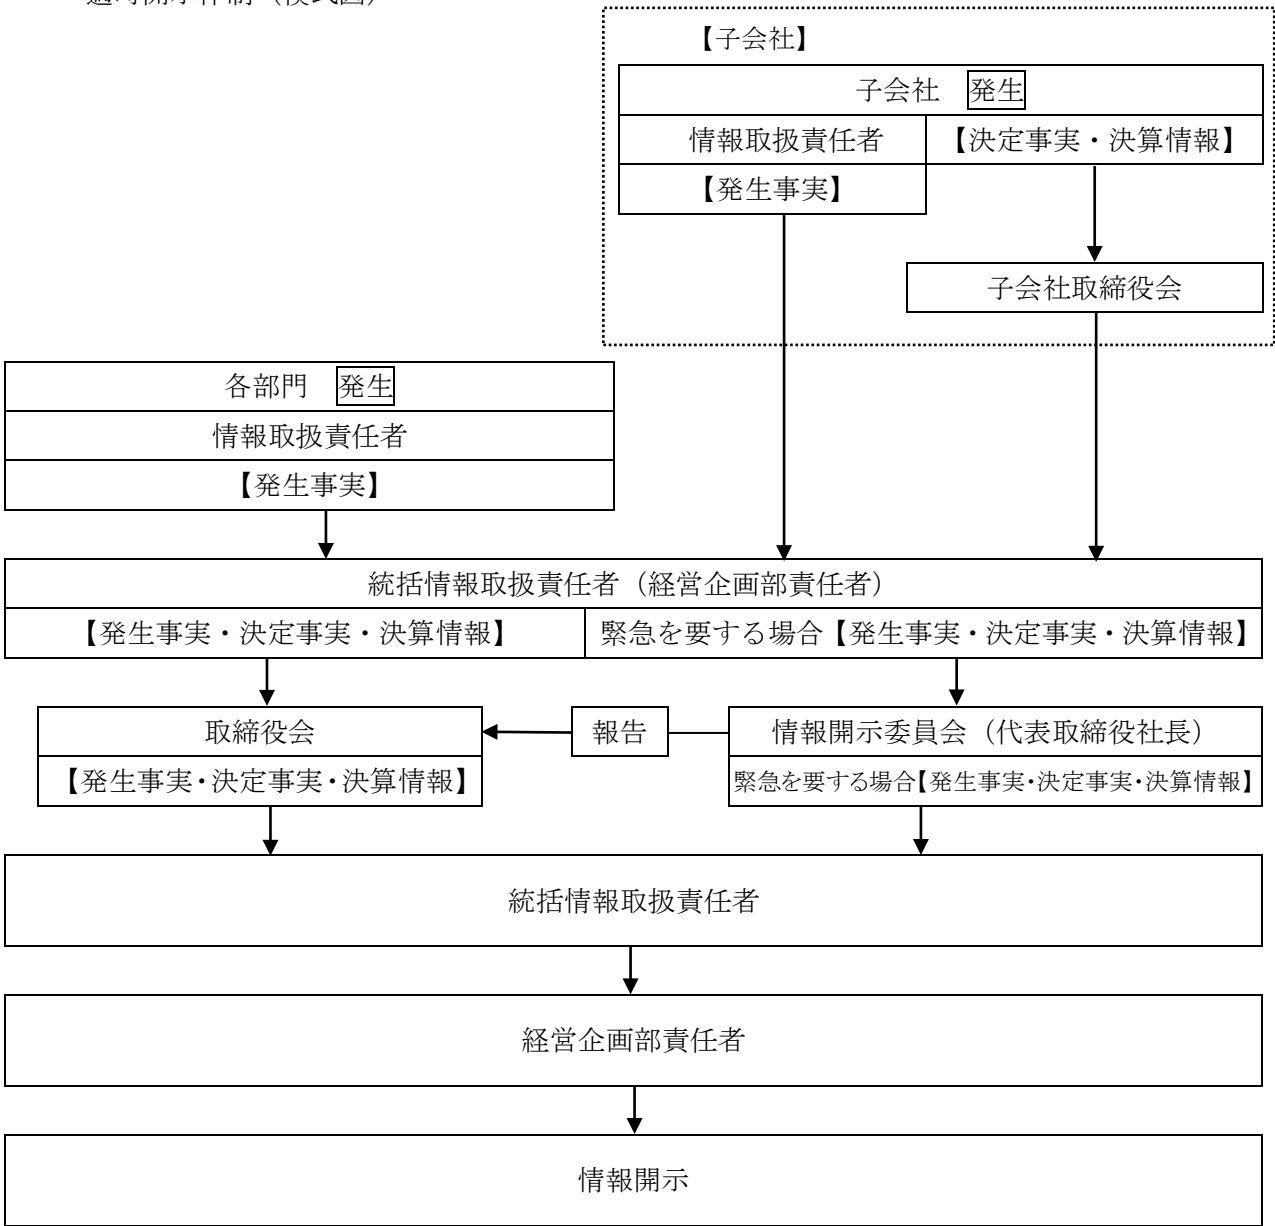 【子会社】
子会社 発生
情報取扱責任者 【決定事実・決算情報】
【発生事実】
子会社取締役会
各部門 発生
情報取扱責任者
【発生事実】
統括情報取扱責任者（経営企画部責任者）
【発生事実・決定事実・決算情報】 緊急を要する場合【発生事実・決定事実・決算情報】
取締役会 報告 情報開示委員会（代表取締役社長）
【発生事実・決定事実・決算情報】 緊急を要する場合【発生事実・決定事実・決算情報】
統括情報取扱責任者
経営企画部責任者
情報開示